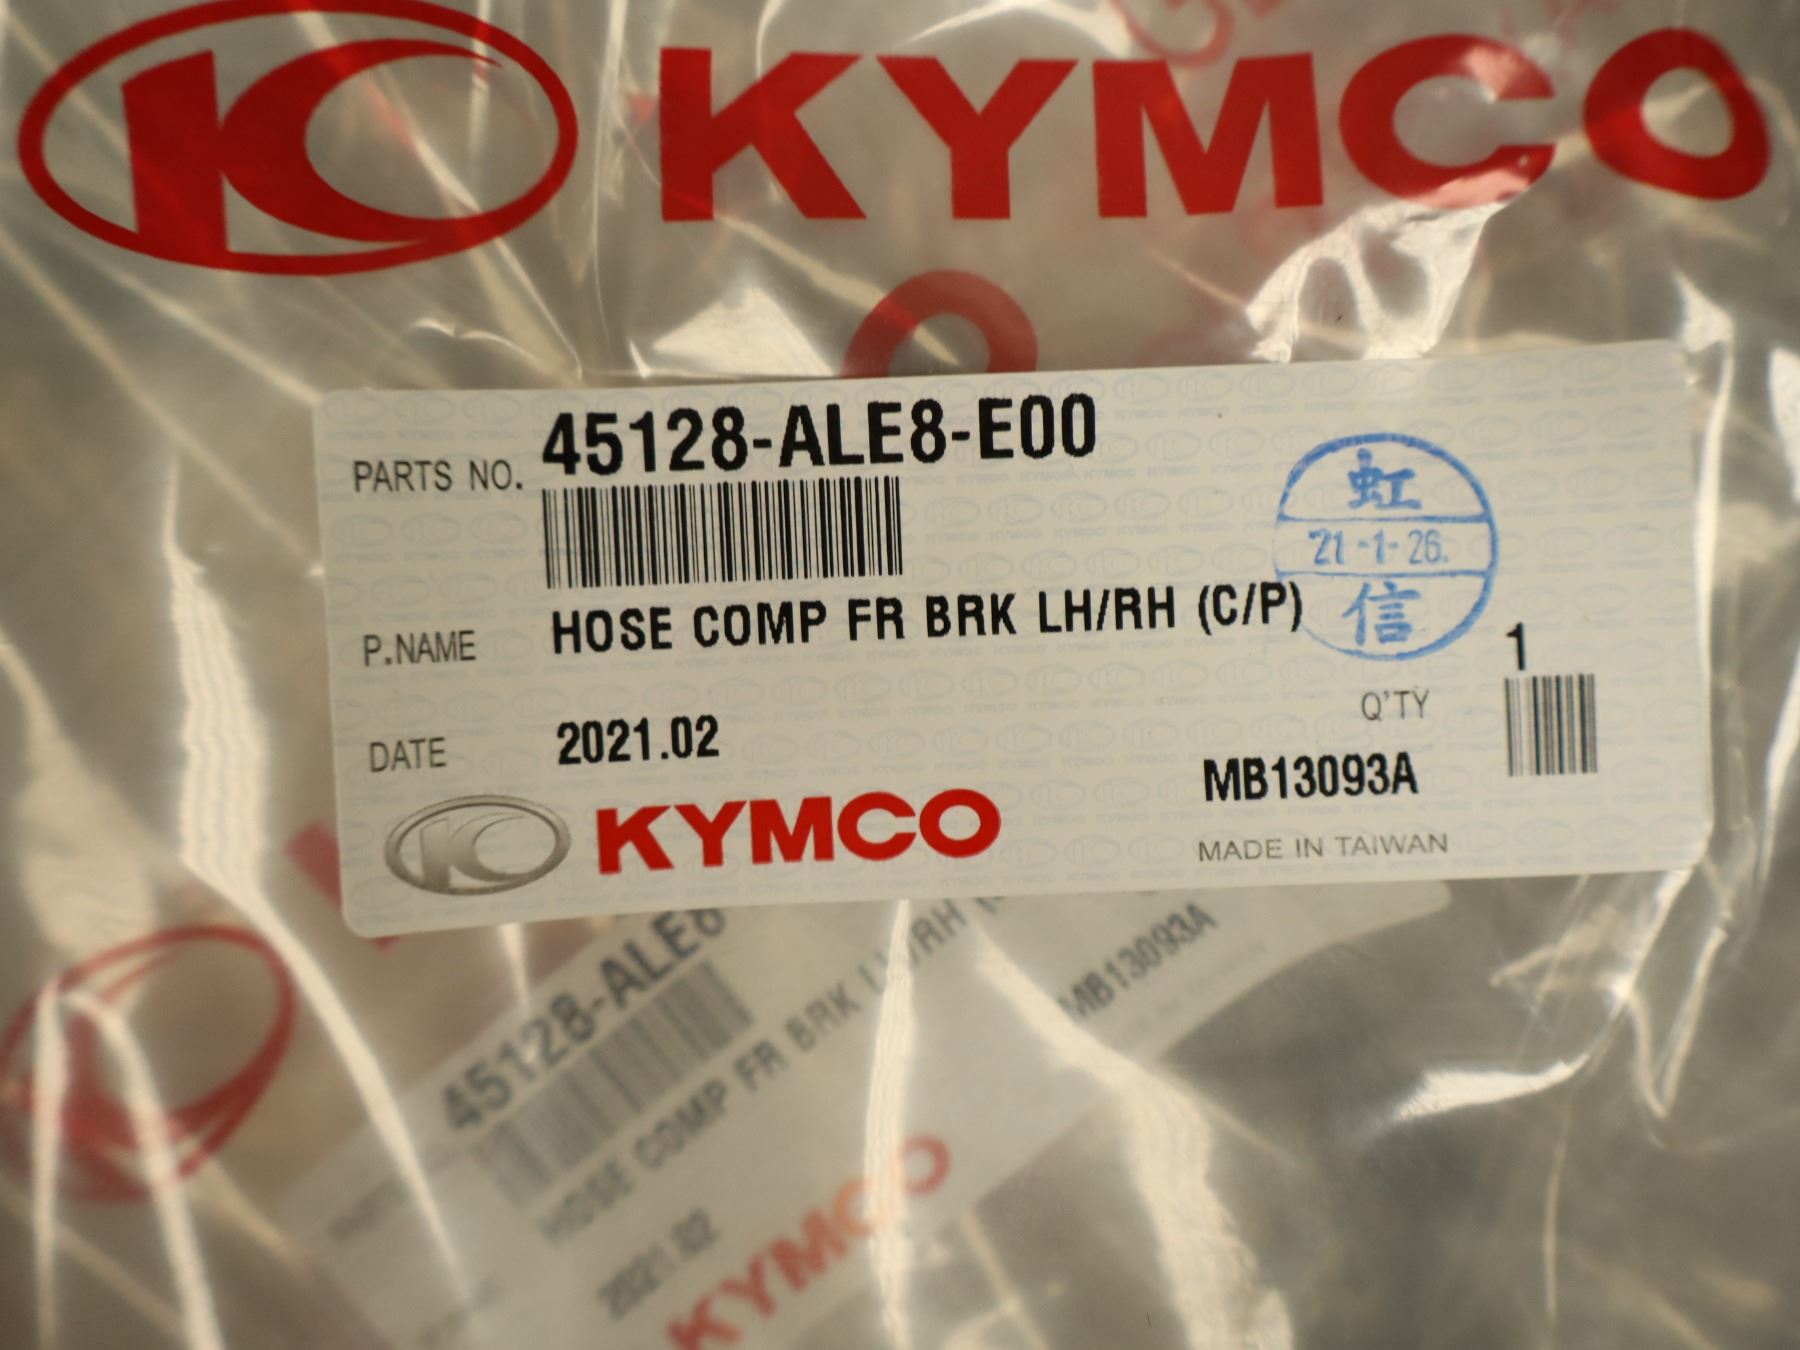 KYMCO
PARTS NO. 45128-ALE8-E00
虹
21.-1-26.
信
P.NAME HOSE COMP FR BRK LH/RH (C/P)
Q'TY 1
DATE 2021.02
MB13093A
KYMCO
MADE IN TAIWAN
45128-ALE8
HOSE COMP FR BRK LH/RH
MB13093A
2021.02
KYMCO